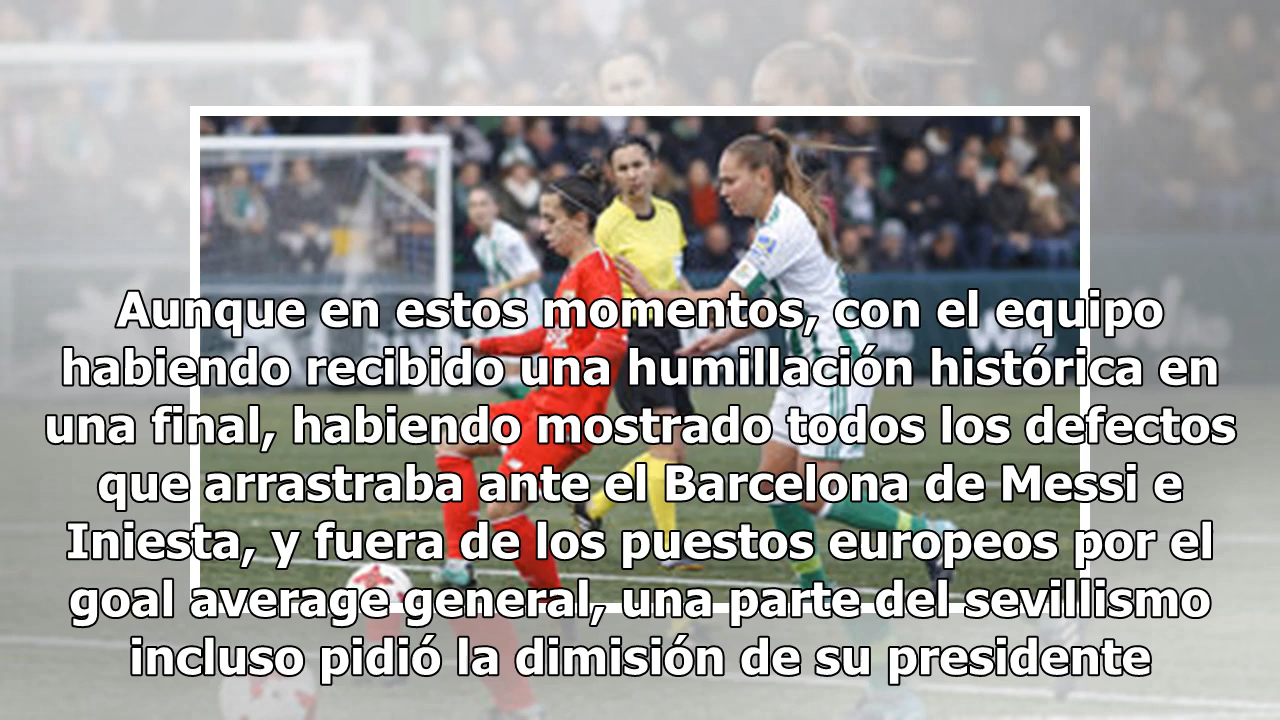 Aunque en estos momentos, con el equipo
habiendo recibido una humillación histórica en
una final, habiendo mostrado todos los defectos
que arrastraba ante el Barcelona de Messi e
Iniesta, y fuera de los puestos europeos por el
goal average general, una parte del sevillismo
incluso pidió la dimisión de su presidente